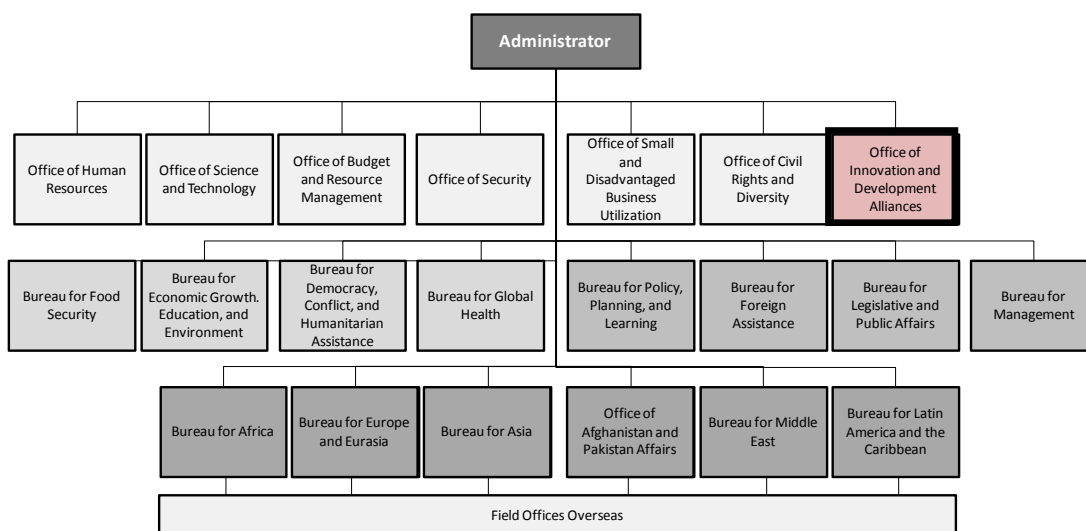 Administrator
Office of Human
Resources
Office of Science
and Technology
Office of Budget
and Resource
Management
Office of Security
Office of Small
and
Disadvantaged
Business
Utilization
Office of Civil
Rights and
Diversity
Office of
Innovation and
Development
Alliances
Bureau for Food
Security
Bureau for
Economic Growth.
Education, and
Environment
Bureau for
Democracy,
Conflict, and
Humanitarian
Assistance
Bureau for Global
Health
Bureau for Policy,
Planning, and
Learning
Bureau for
Foreign
Assistance
Bureau for
Legislative and
Public Affairs
Bureau for
Management
Bureau for Africa
Bureau for Europe
and Eurasia
Bureau for Asia
Office of
Afghanistan and
Pakistan Affairs
Bureau for Middle
East
Bureau for Latin
America and the
Caribbean
Field Offices Overseas